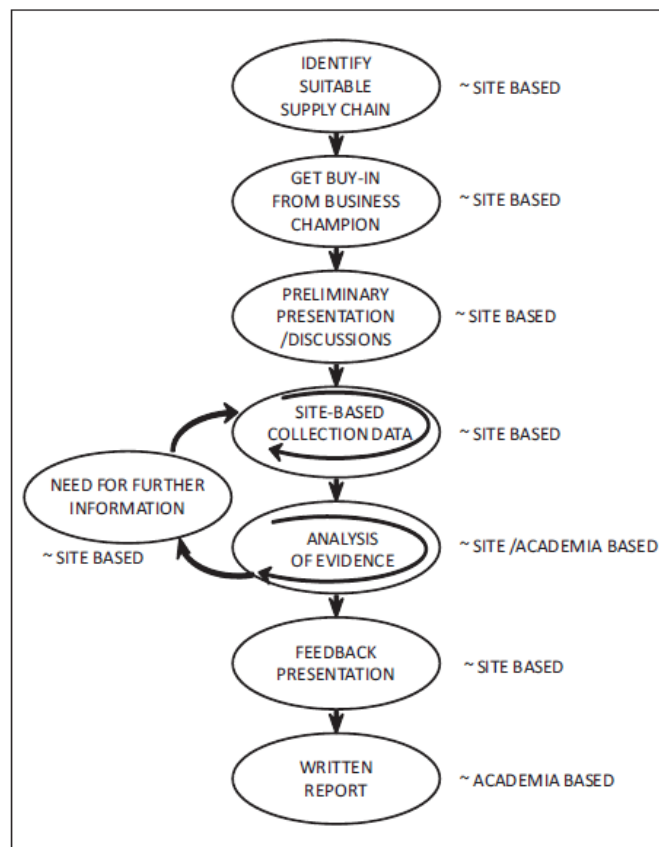 IDENTIFY
SUITABLE
SUPPLY CHAIN
~ SITE BASED
GET BUY-IN
FROM BUSINESS
CHAMPION
~ SITE BASED
PRELIMINARY
PRESENTATION
/DISCUSSIONS
~ SITE BASED
SITE-BASED
COLLECTION DATA
~ SITE BASED
NEED FOR FURTHER
INFORMATION
~ SITE BASED
ANALYSIS
OF EVIDENCE
~ SITE /ACADEMIA BASED
FEEDBACK
PRESENTATION
~ SITE BASED
WRITTEN
REPORT
~ ACADEMIA BASED